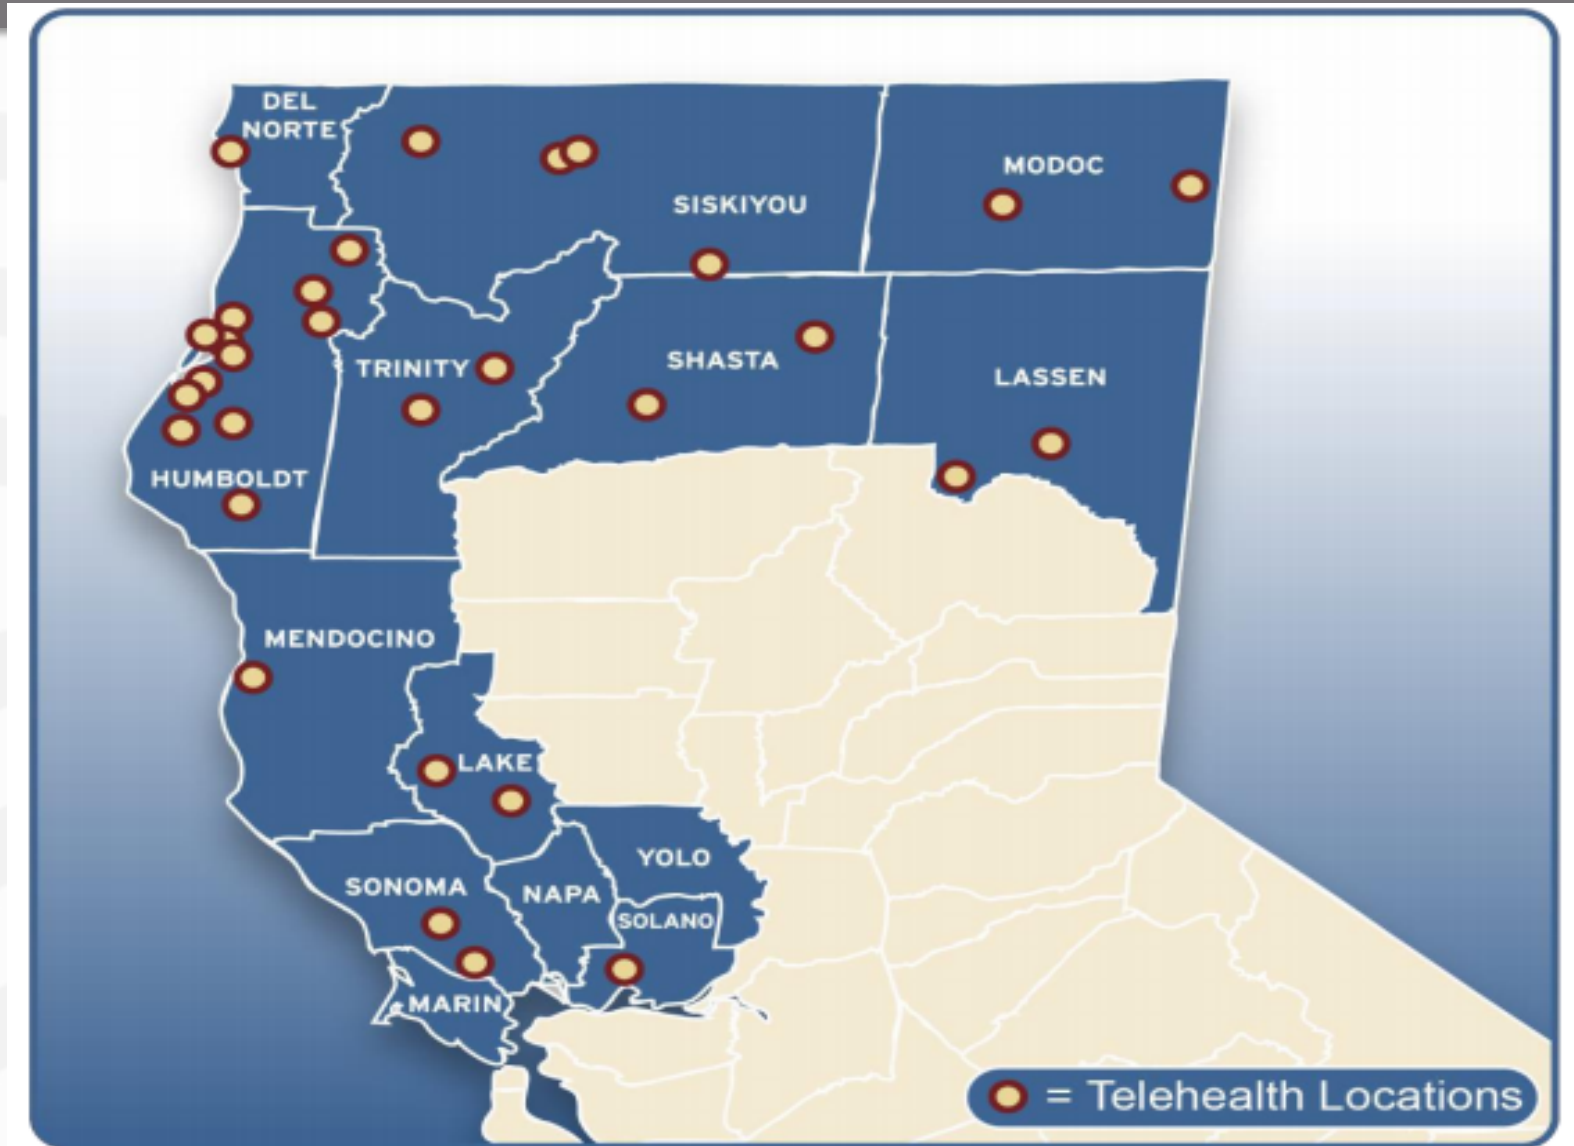 DEL
NORTE
SISKIYOU
MODOC
TRINITY
SHASTA
LASSEN
HUMBOLDT
MENDOCINO
LAKE
YOLO
SONOMA
NAPA
SOLANO
MARIN
= Telehealth Locations